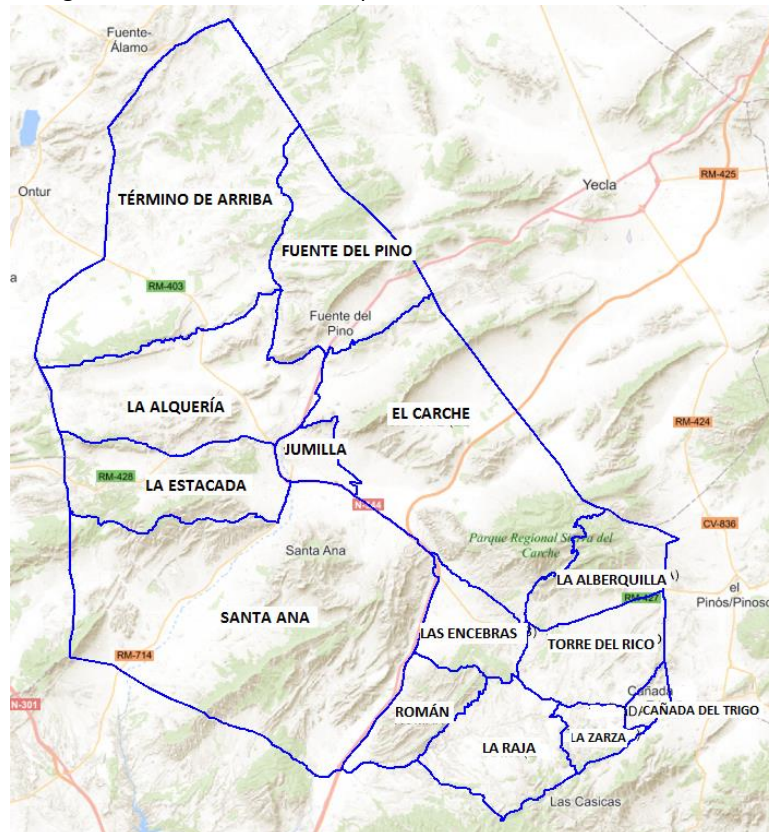 Fuente-
Álamo
Yecla
RM-425
Ontur
TÉRMINO DE ARRIBA
a
FUENTE DEL PINO
RM-403
Fuente del
Pino
LA ALQUERÍA
EL CARCHE
RM-424
JUMILLA
RM-428
LA ESTACADA
N-344
CV-836
Santa Ana
Parque Regional Sierra del
Carche
LA ALBERQUILLA
el
Pinós/Pinoso
RM-427
SANTA ANA
LAS ENCEBRAS
TORRE DEL RICO
RM-714
N-301
Cañada
CAÑADA DEL TRIGO
ROMÁN
LA RAJA
LA ZARZA
Las Casicas